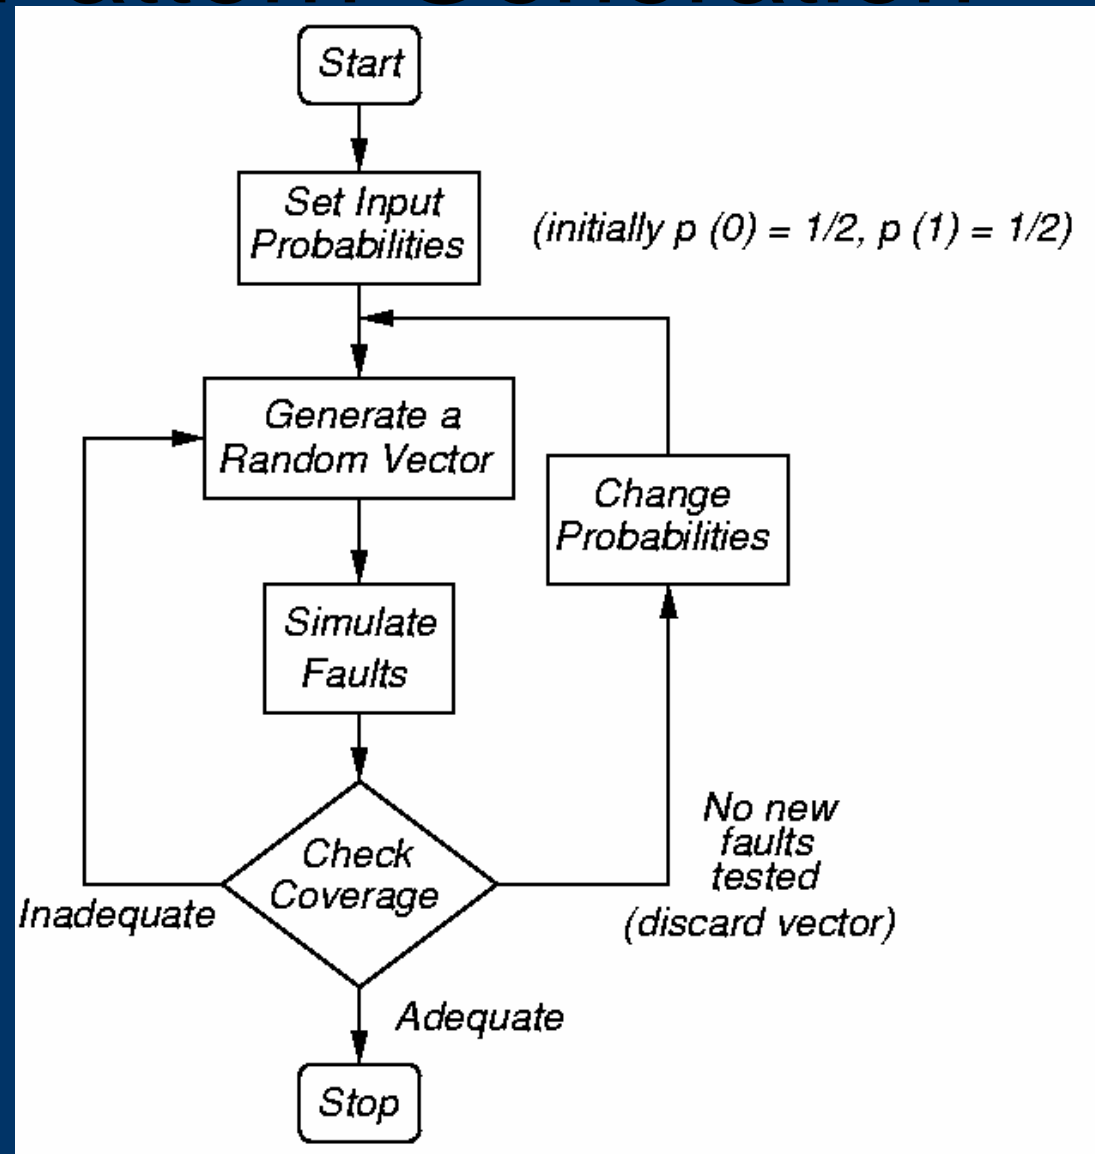 Start
Set Input
Probabilities
(initially p (0) = 1/2, p (1) = 1/2)
Generate a
Random Vector
Change
Probabilities
Simulate
Faults
No new
faults
tested
(discard vector)
Check
Coverage
Inadequate
Adequate
Stop